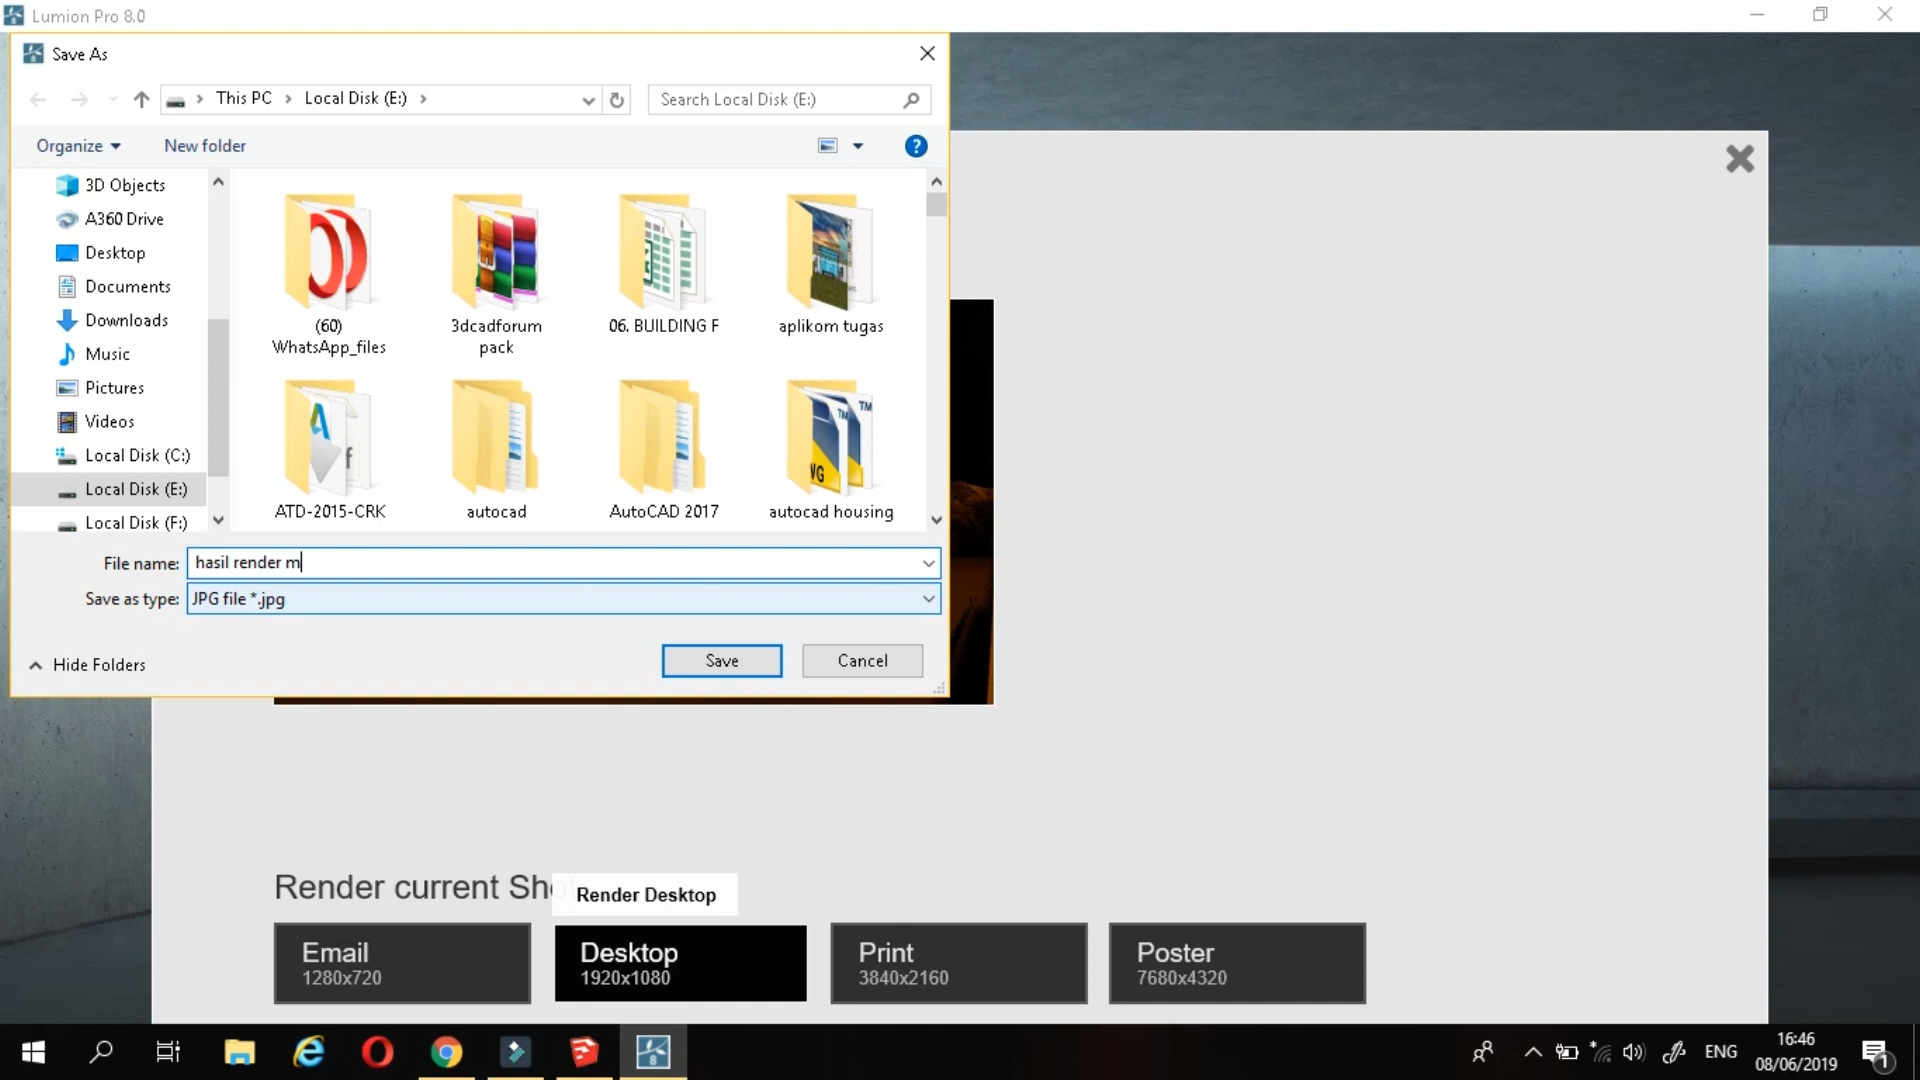 Lumion Pro 8.0
Save As
This PC
Local Disk (E:)
Search Local Disk (E:)
Organize
New folder
3D Objects
A360 Drive
Desktop
Documents
Downloads
Music
Pictures
Videos
Local Disk (C:)
Local Disk (E:)
Local Disk (F:)
(60)
WhatsApp_files
3dcadforum
pack
06. BUILDING F
aplikom tugas
ATD-2015-CRK
autocad
AutoCAD 2017
autocad housing
File name: hasil render m
Save as type: JPG file *.jpg
Hide Folders
Save
Cancel
Render current Sho
Render Desktop
Email
1280x720
Desktop
1920x1080
Print
3840x2160
Poster
7680x4320
ENG
16:46
08/06/2019
1